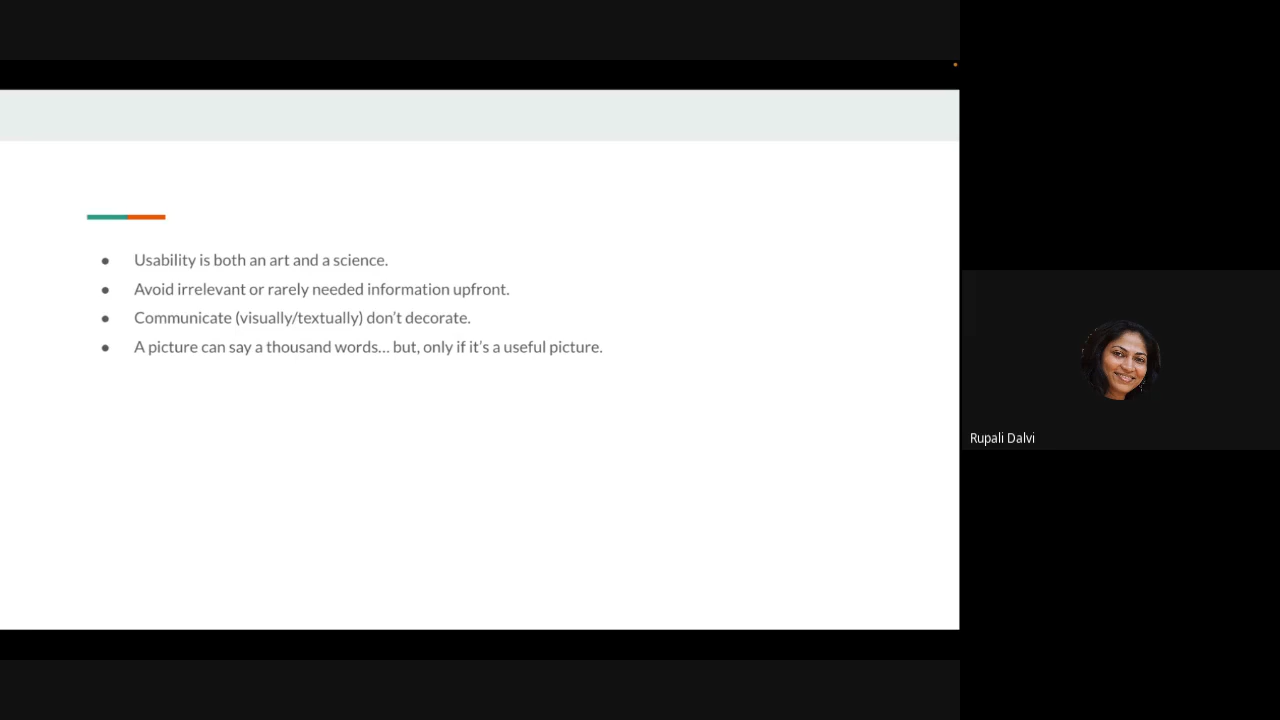 Usability is both an art and a science.
Avoid irrelevant or rarely needed information upfront.
Communicate (visually/textually) don't decorate.
A picture can say a thousand words... but, only if it's a useful picture.
Rupali Dalvi